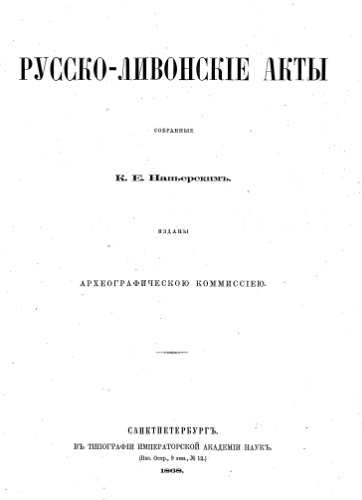 РУССКО-ЛИВОНСКІЕ АКТЫ
СОБРАННЫЕ
К. Е. Напьерскимъ.
ИЗДАНЫ
АРХЕОГРАФИЧЕСКОЮ КОММИССІЕЮ.
САНКТПЕТЕРБУРГЪ.
ВЪ ТИПОГРАФІИ ИМПЕРАТОРСКОЙ АКАДЕМІИ НАУКЪ.
(Вас. Остр., 9 лин., № 12.)
1868.